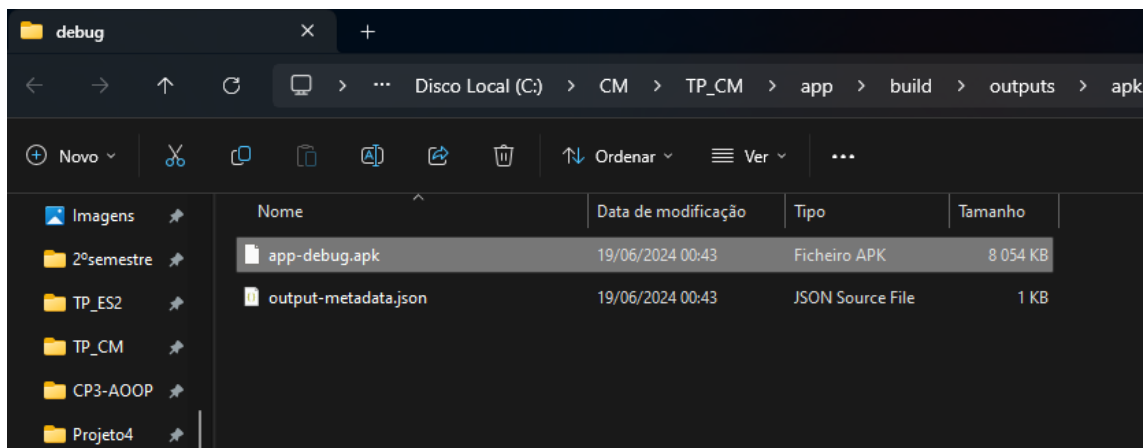 debug
Disco Local (C:) > CM > TP_CM > app > build > outputs > apk
Novo Ordenar Ver
Nome Data de modificação Tipo Tamanho
Imagens
2ºsemestre
TP_ES2
TP_CM
CP3-AOOP
Projeto4
app-debug.apk 19/06/2024 00:43 Ficheiro APK 8 054 KB
output-metadata.json 19/06/2024 00:43 JSON Source File 1 KB